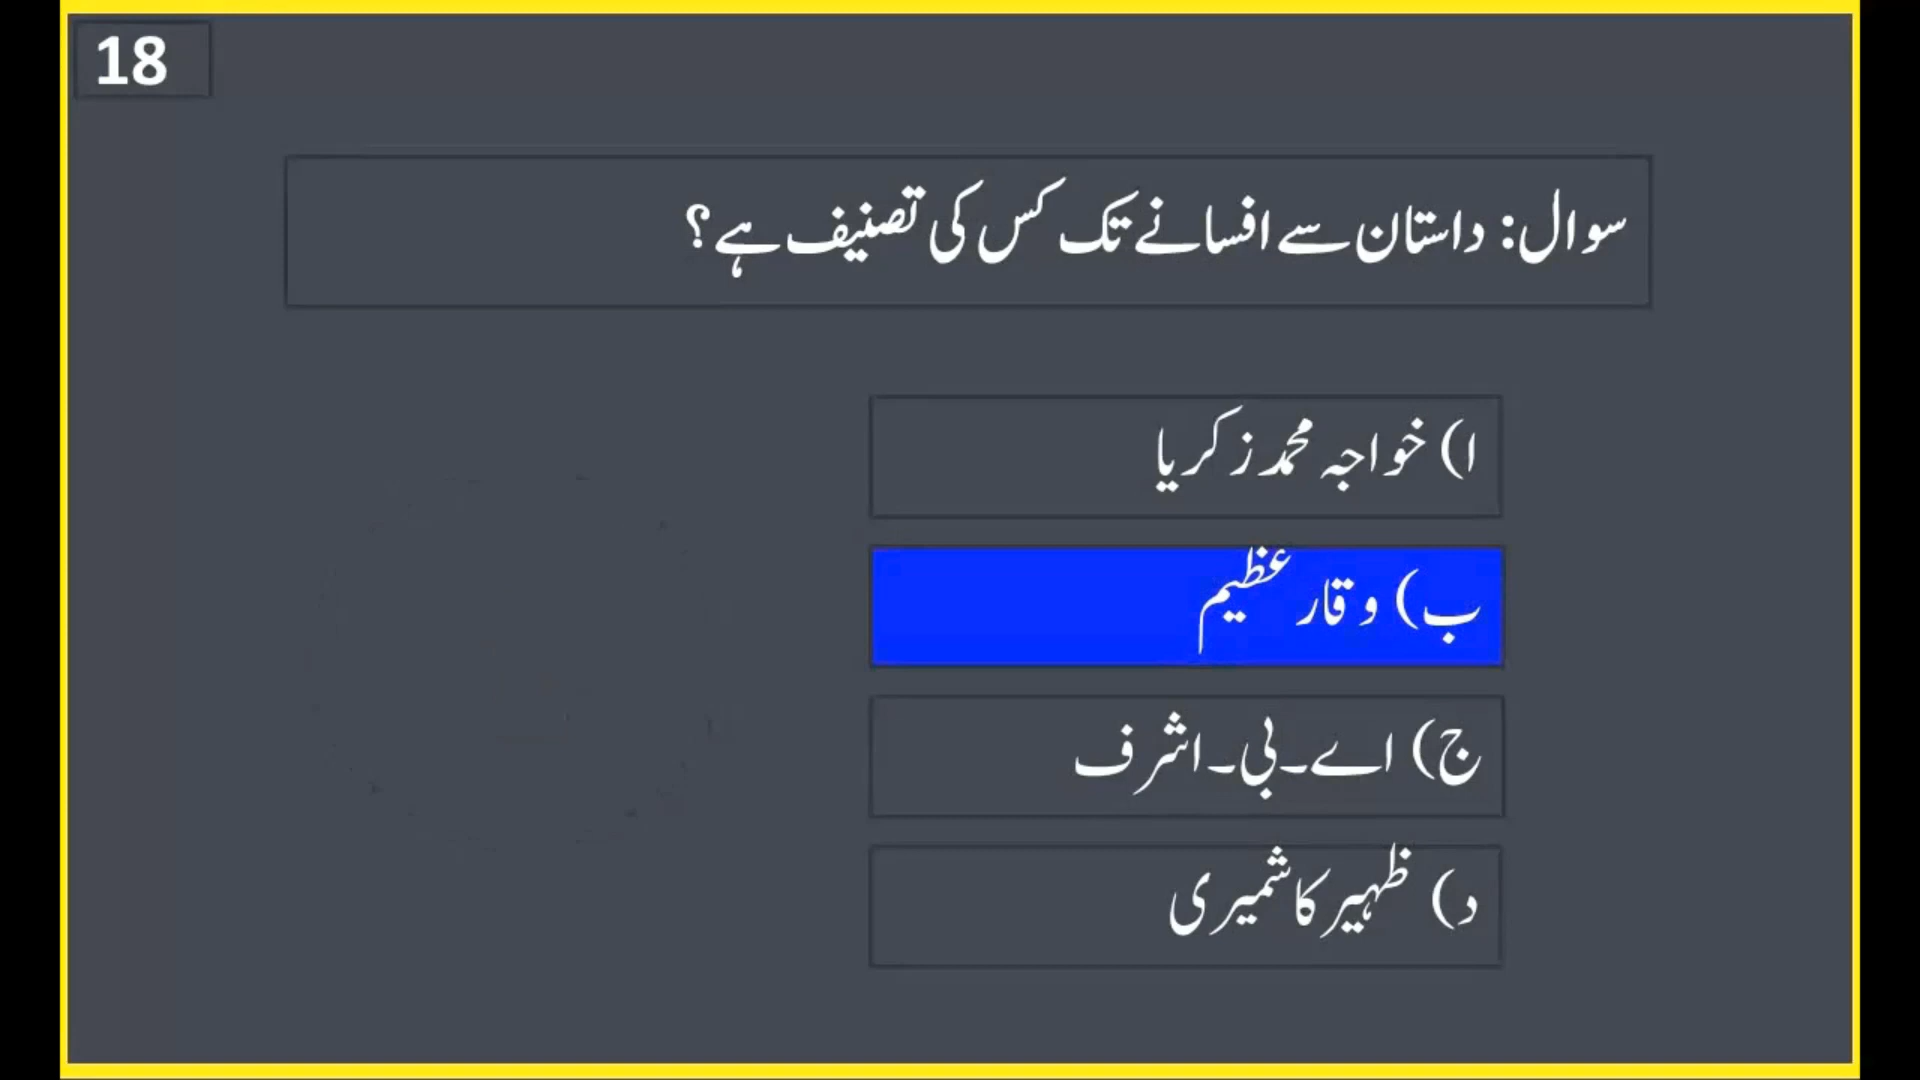 18
سوال: داستان سے افسانے تک کس کی تصنیف ہے؟
ا) خواجہ محمد زکریا
ب) وقار عظیم
ج) اے۔بی۔اشرف
د) ظہیر کاشمیری